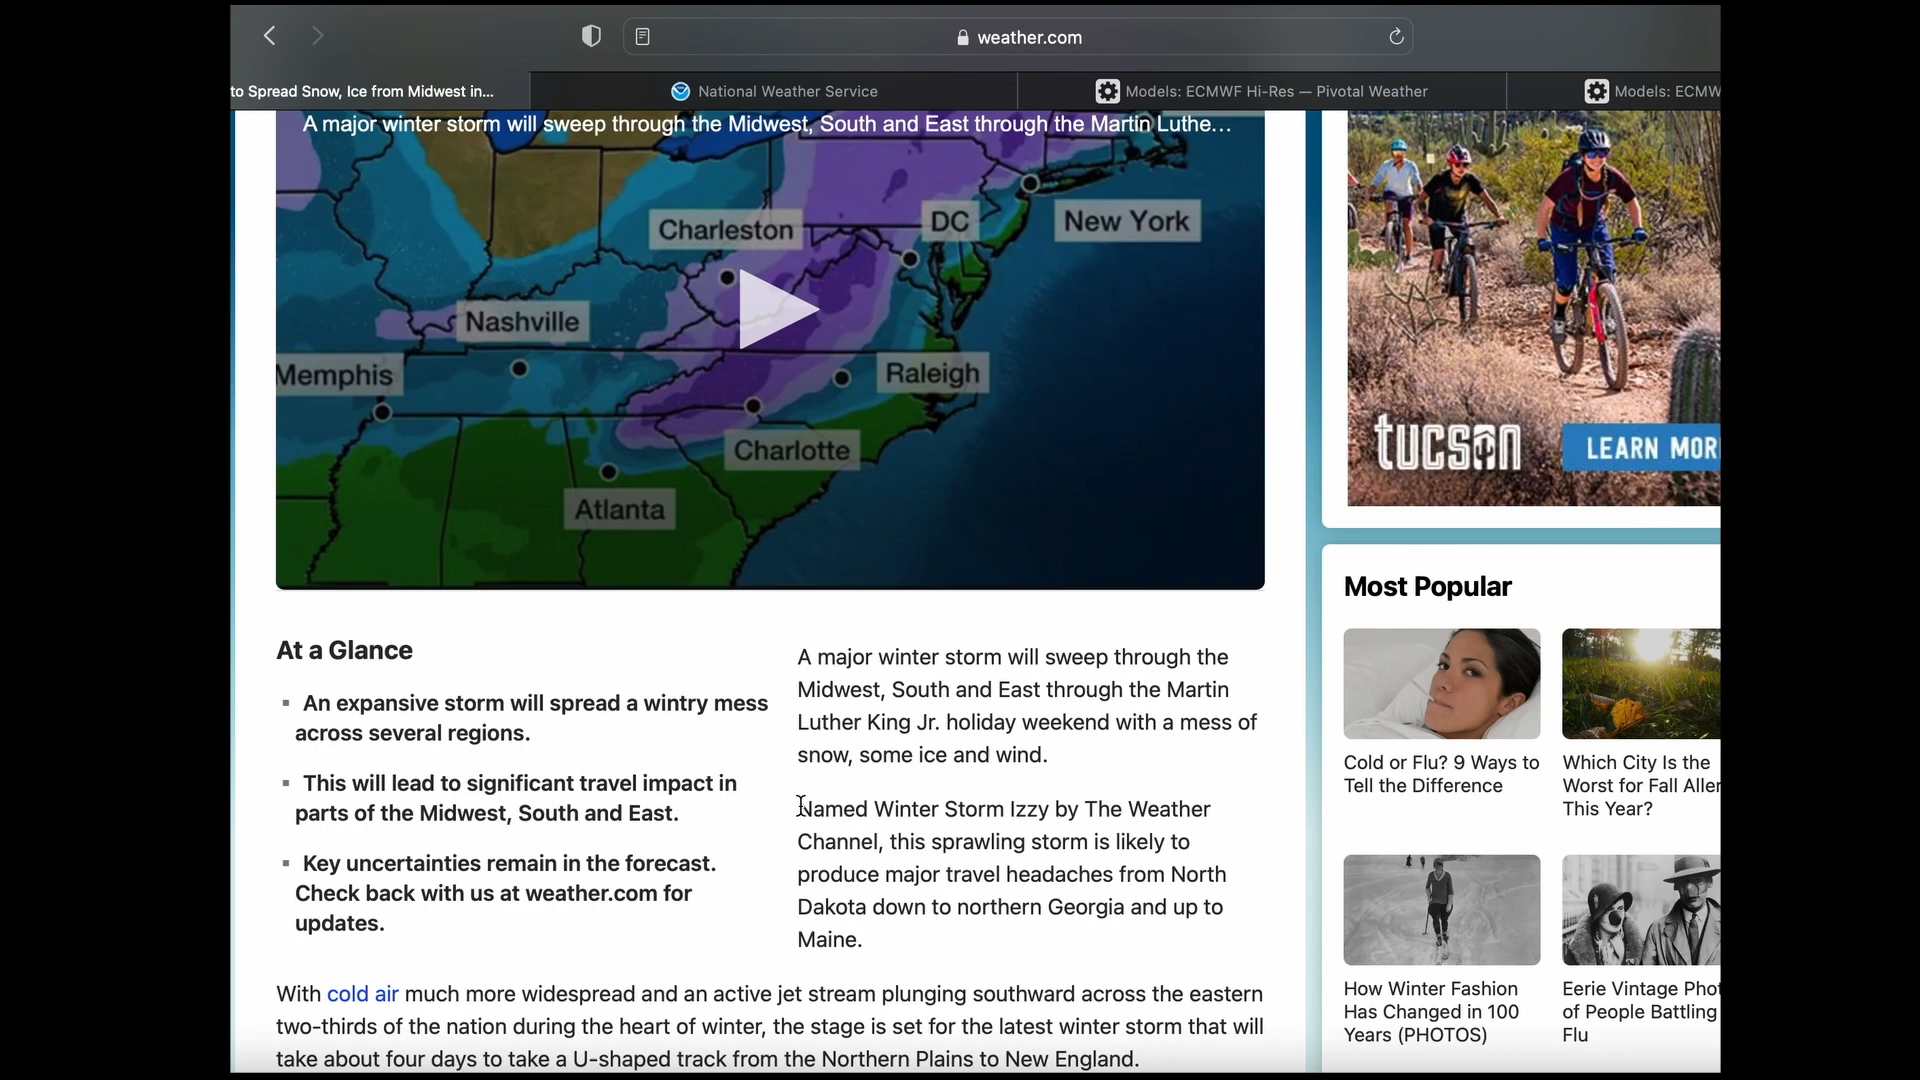 weather.com
to Spread Snow, Ice from Midwest in...
National Weather Service
Models: ECMWF Hi-Res — Pivotal Weather
Models: ECMW
A major winter storm will sweep through the Midwest, South and East through the Martin Luthe...
Charleston
DC
New York
Nashville
Memphis
Raleigh
Charlotte
Atlanta
tucson
LEARN MOR
At a Glance
▪ An expansive storm will spread a wintry mess
across several regions.
▪ This will lead to significant travel impact in
parts of the Midwest, South and East.
▪ Key uncertainties remain in the forecast.
Check back with us at weather.com for
updates.
A major winter storm will sweep through the
Midwest, South and East through the Martin
Luther King Jr. holiday weekend with a mess of
snow, some ice and wind.
Named Winter Storm Izzy by The Weather
Channel, this sprawling storm is likely to
produce major travel headaches from North
Dakota down to northern Georgia and up to
Maine.
With cold air much more widespread and an active jet stream plunging southward across the eastern
two-thirds of the nation during the heart of winter, the stage is set for the latest winter storm that will
take about four days to take a U-shaped track from the Northern Plains to New England.
Most Popular
Cold or Flu? 9 Ways to
Tell the Difference
Which City Is the
Worst for Fall Aller
This Year?
How Winter Fashion
Has Changed in 100
Years (PHOTOS)
Eerie Vintage Phot
of People Battling
Flu